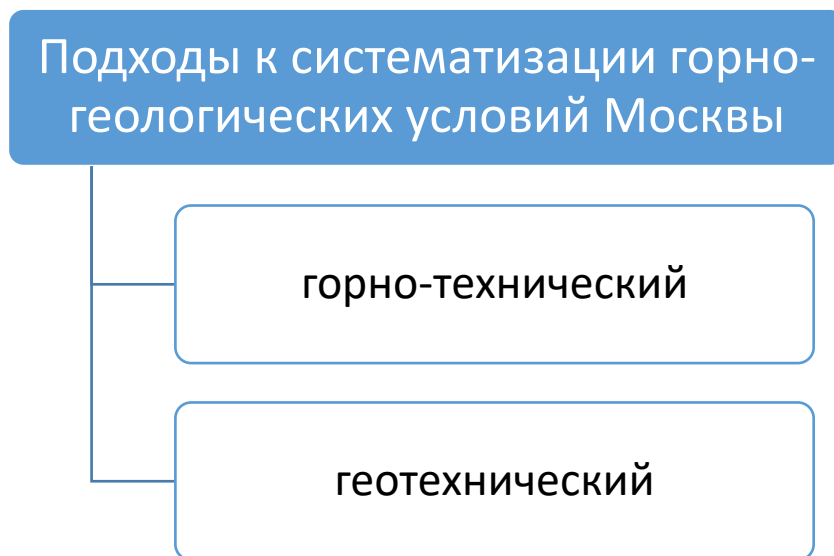 Подходы к систематизации горно-
геологических условий Москвы
горно-технический
геотехнический